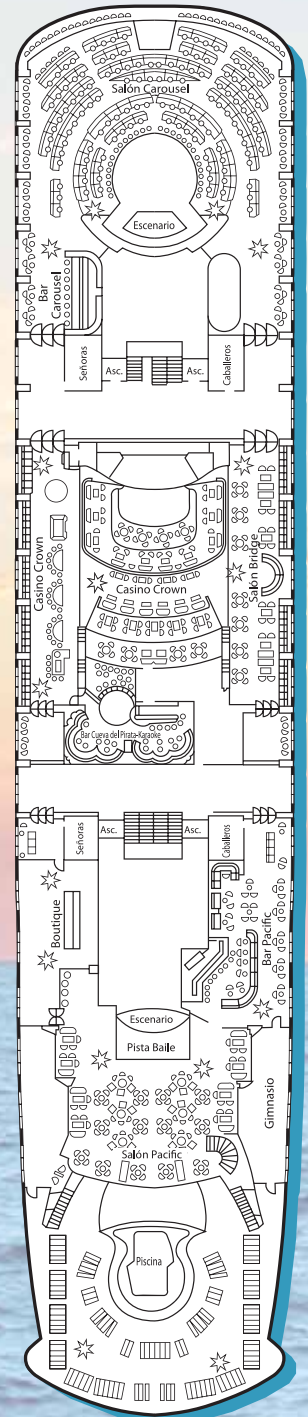 Salón Carousel
Escenario
Bar
Carousel
Señoras
Asc.
Asc.
Caballeros
Casino Crown
Casino Crown
Salón Bridge
Bar Cueva del Pirata-Karaoke
Señoras
Asc.
Asc.
Caballeros
Boutique
Bar Pacific
Escenario
Pista Baile
Gimnasio
Salón Pacific
Piscina